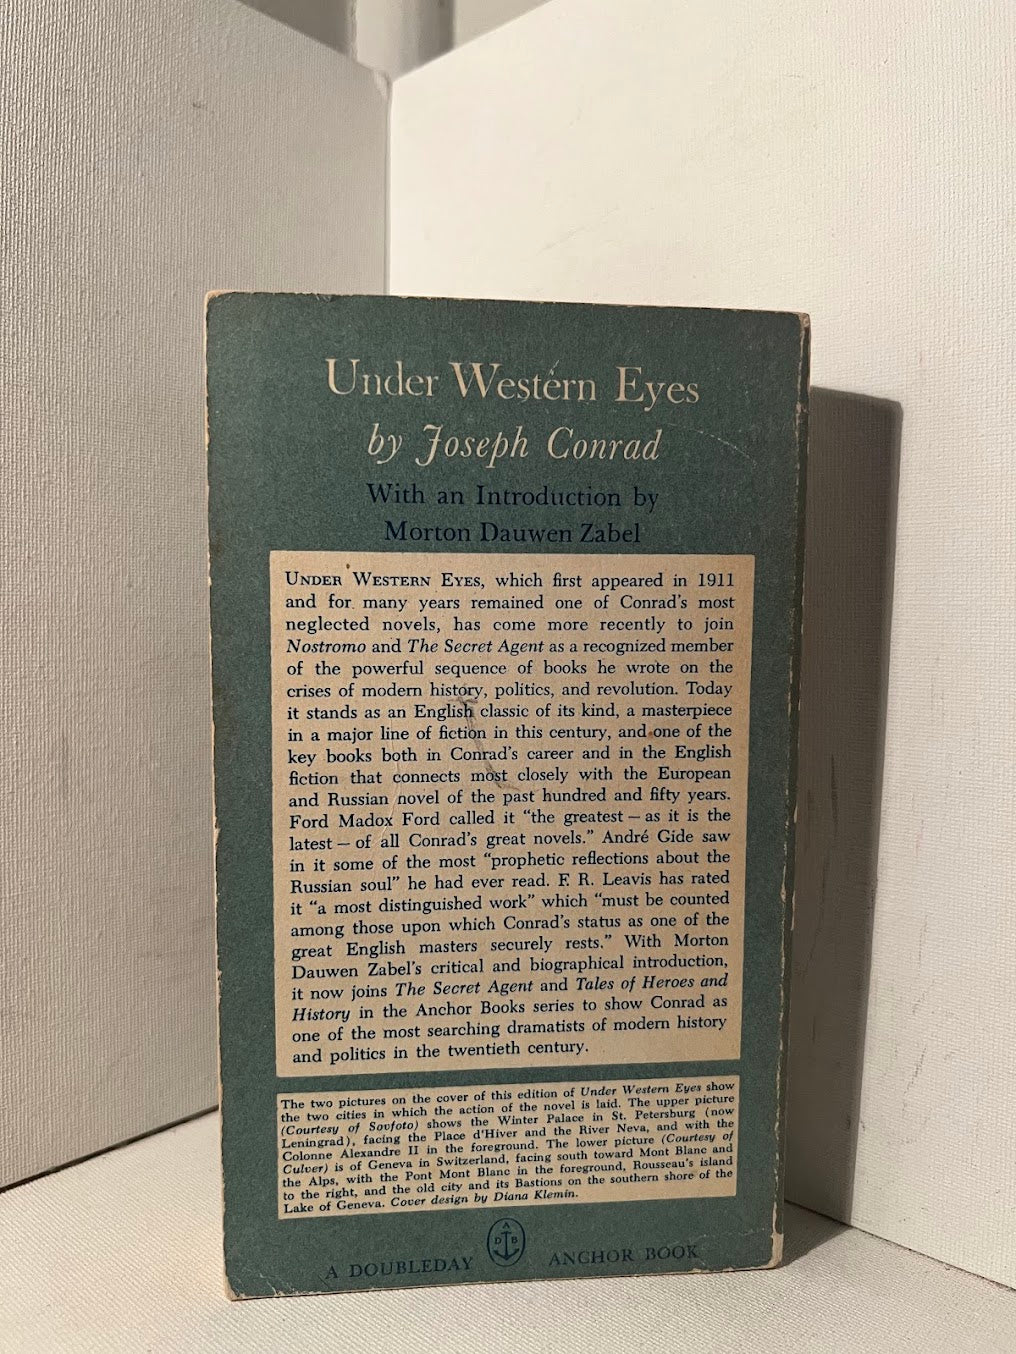 Under Western Eyes
by Joseph Conrad
With an Introduction by
Morton Dauwen Zabel
UNDER WESTERN EYES, which first appeared in 1911
and for many years remained one of Conrad's most
neglected novels, has come more recently to join
Nostromo and The Secret Agent as a recognized member
of the powerful sequence of books he wrote on the
crises of modern history, politics, and revolution. Today
it stands as an English classic of its kind, a masterpiece
in a major line of fiction in this century, and one of the
key books both in Conrad's career and in the English
fiction that connects most closely with the European
and Russian novel of the past hundred and fifty years.
Ford Madox Ford called it "the greatest – as it is the
latest – of all Conrad's great novels." André Gide saw
in it some of the most "prophetic reflections about the
Russian soul" he had ever read. F. R. Leavis has rated
it "a most distinguished work" which "must be counted
among those upon which Conrad's status as one of the
great English masters securely rests." With Morton
Dauwen Zabel's critical and biographical introduction,
it now joins The Secret Agent and Tales of Heroes and
History in the Anchor Books series to show Conrad as
one of the most searching dramatists of modern history
and politics in the twentieth century.
The two pictures on the cover of this edition of Under Western Eyes show
the two cities in which the action of the novel is laid. The upper picture
(Courtesy of Sovfoto) shows the Winter Palace in St. Petersburg (now
Leningrad), facing the Place d'Hiver and the River Neva, and with the
Colonne Alexandre II in the foreground. The lower picture (Courtesy of
Culver) is of Geneva in Switzerland, facing south toward Mont Blanc and
the Alps, with the Pont Mont Blanc in the foreground, Rousseau's island
to the right, and the old city and its Bastions on the southern shore of the
Lake of Geneva. Cover design by Diana Klemin.
A
D B
A DOUBLEDAY ANCHOR BOOK